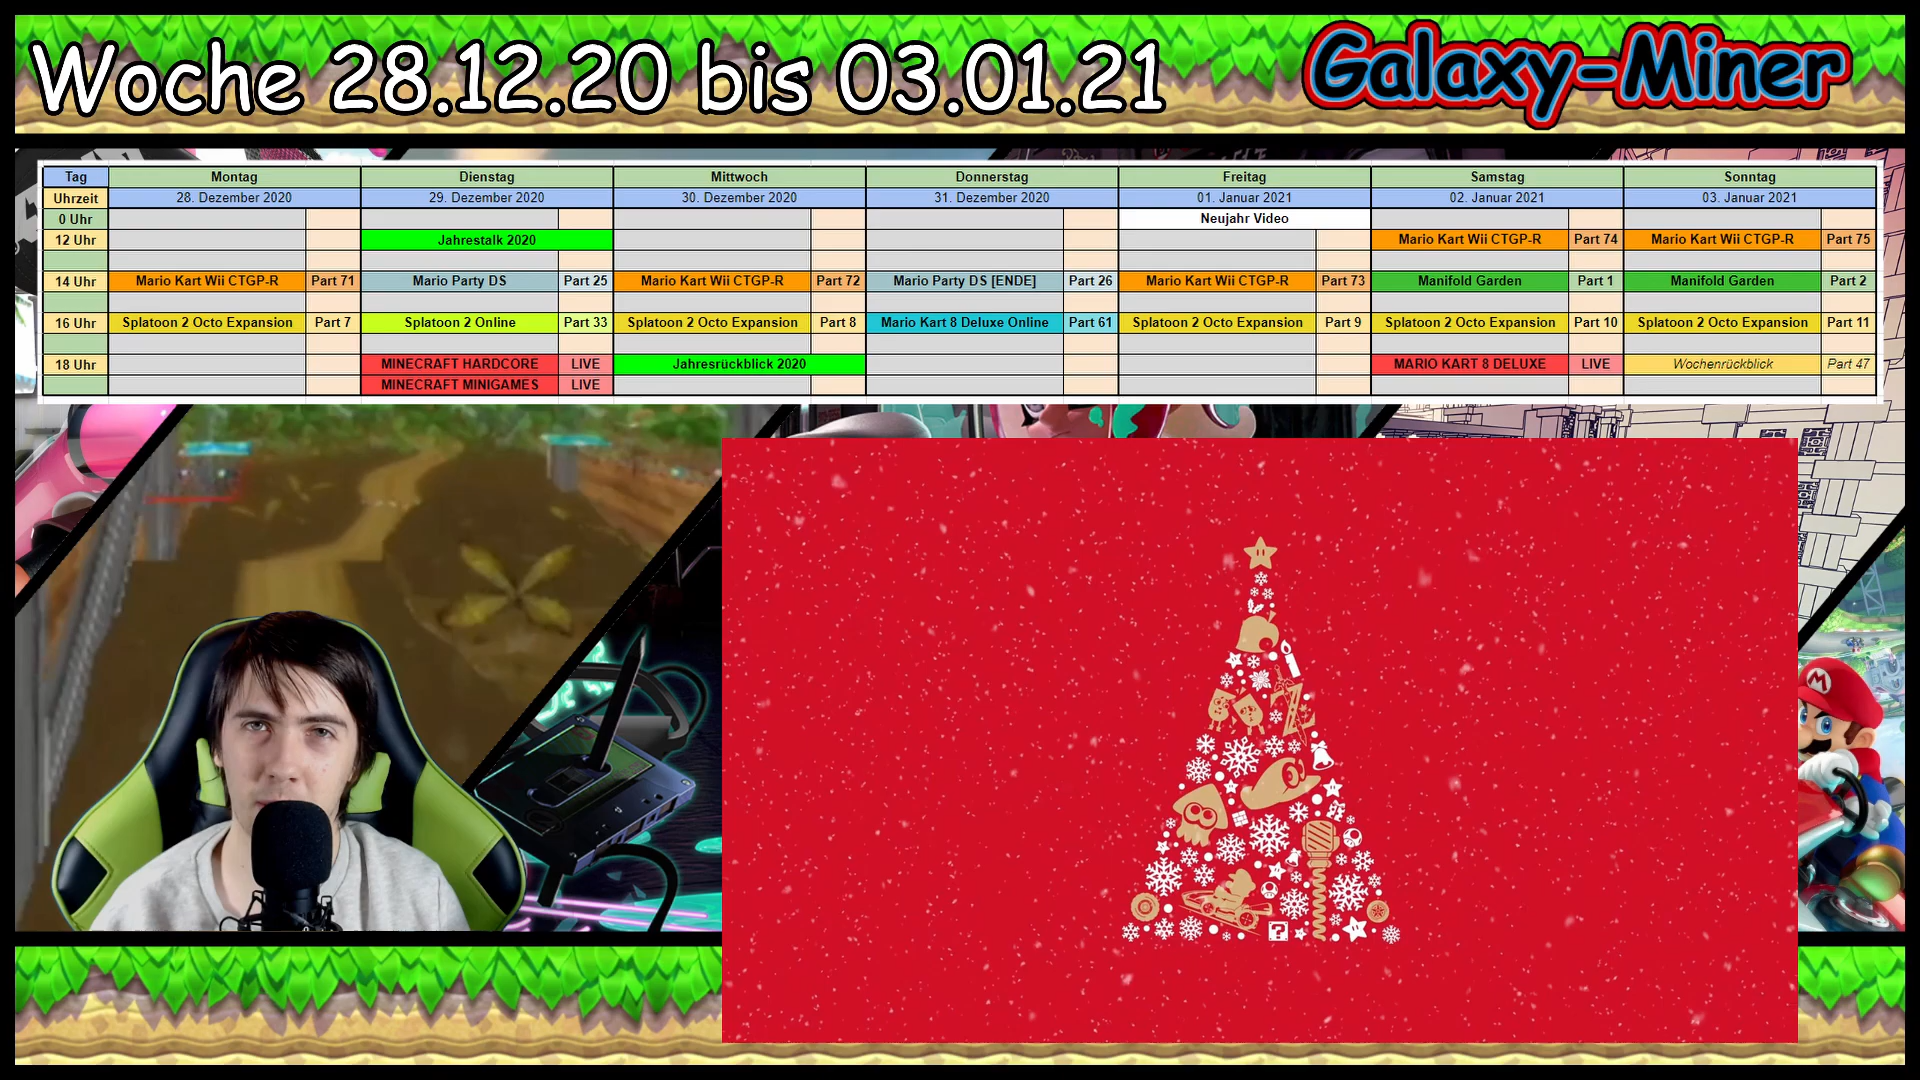 Woche 28.12.20 bis 03.01.21
Galaxy-Miner
Tag Montag Dienstag Mittwoch Donnerstag Freitag Samstag Sonntag
Uhrzeit 28. Dezember 2020 29. Dezember 2020 30. Dezember 2020 31. Dezember 2020 01. Januar 2021 02. Januar 2021 03. Januar 2021
0 Uhr Neujahr Video
12 Uhr Jahrestalk 2020 Mario Kart Wii CTGP-R Part 74 Mario Kart Wii CTGP-R Part 75
14 Uhr Mario Kart Wii CTGP-R Part 71 Mario Party DS Part 25 Mario Kart Wii CTGP-R Part 72 Mario Party DS [ENDE] Part 26 Mario Kart Wii CTGP-R Part 73 Manifold Garden Part 1 Manifold Garden Part 2
16 Uhr Splatoon 2 Octo Expansion Part 7 Splatoon 2 Online Part 33 Splatoon 2 Octo Expansion Part 8 Mario Kart 8 Deluxe Online Part 61 Splatoon 2 Octo Expansion Part 9 Splatoon 2 Octo Expansion Part 10 Splatoon 2 Octo Expansion Part 11
18 Uhr MINECRAFT HARDCORE LIVE Jahresrückblick 2020 MARIO KART 8 DELUXE LIVE Wochenrückblick Part 47
MINECRAFT MINIGAMES LIVE
M
?